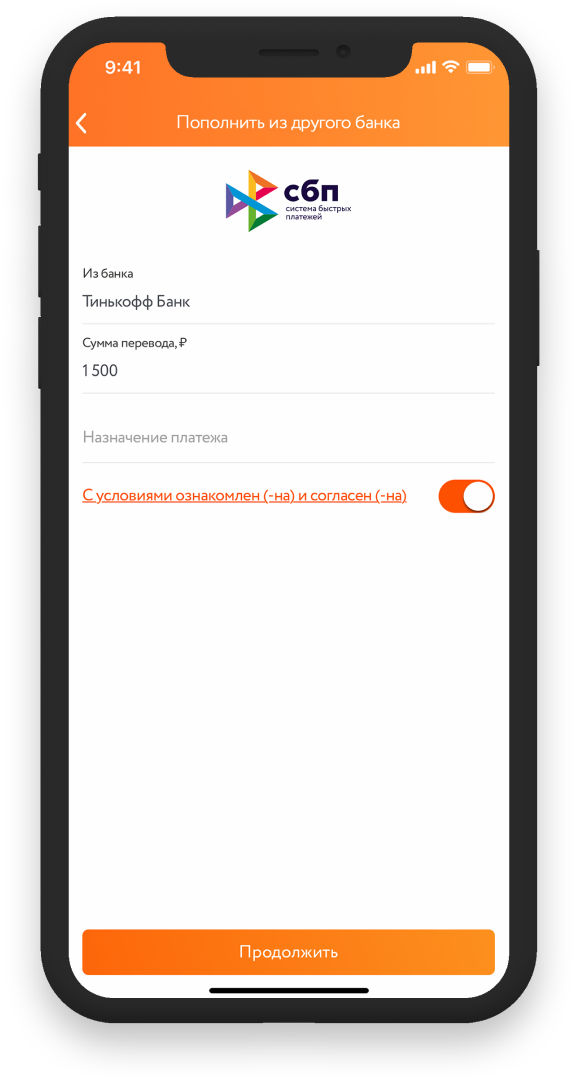 9:41
Пополнить из другого банка
сбп
система быстрых
платежей
Из банка
Тинькофф Банк
Сумма перевода, ₽
1 500
Назначение платежа
С условиями ознакомлен (-на) и согласен (-на)
Продолжить